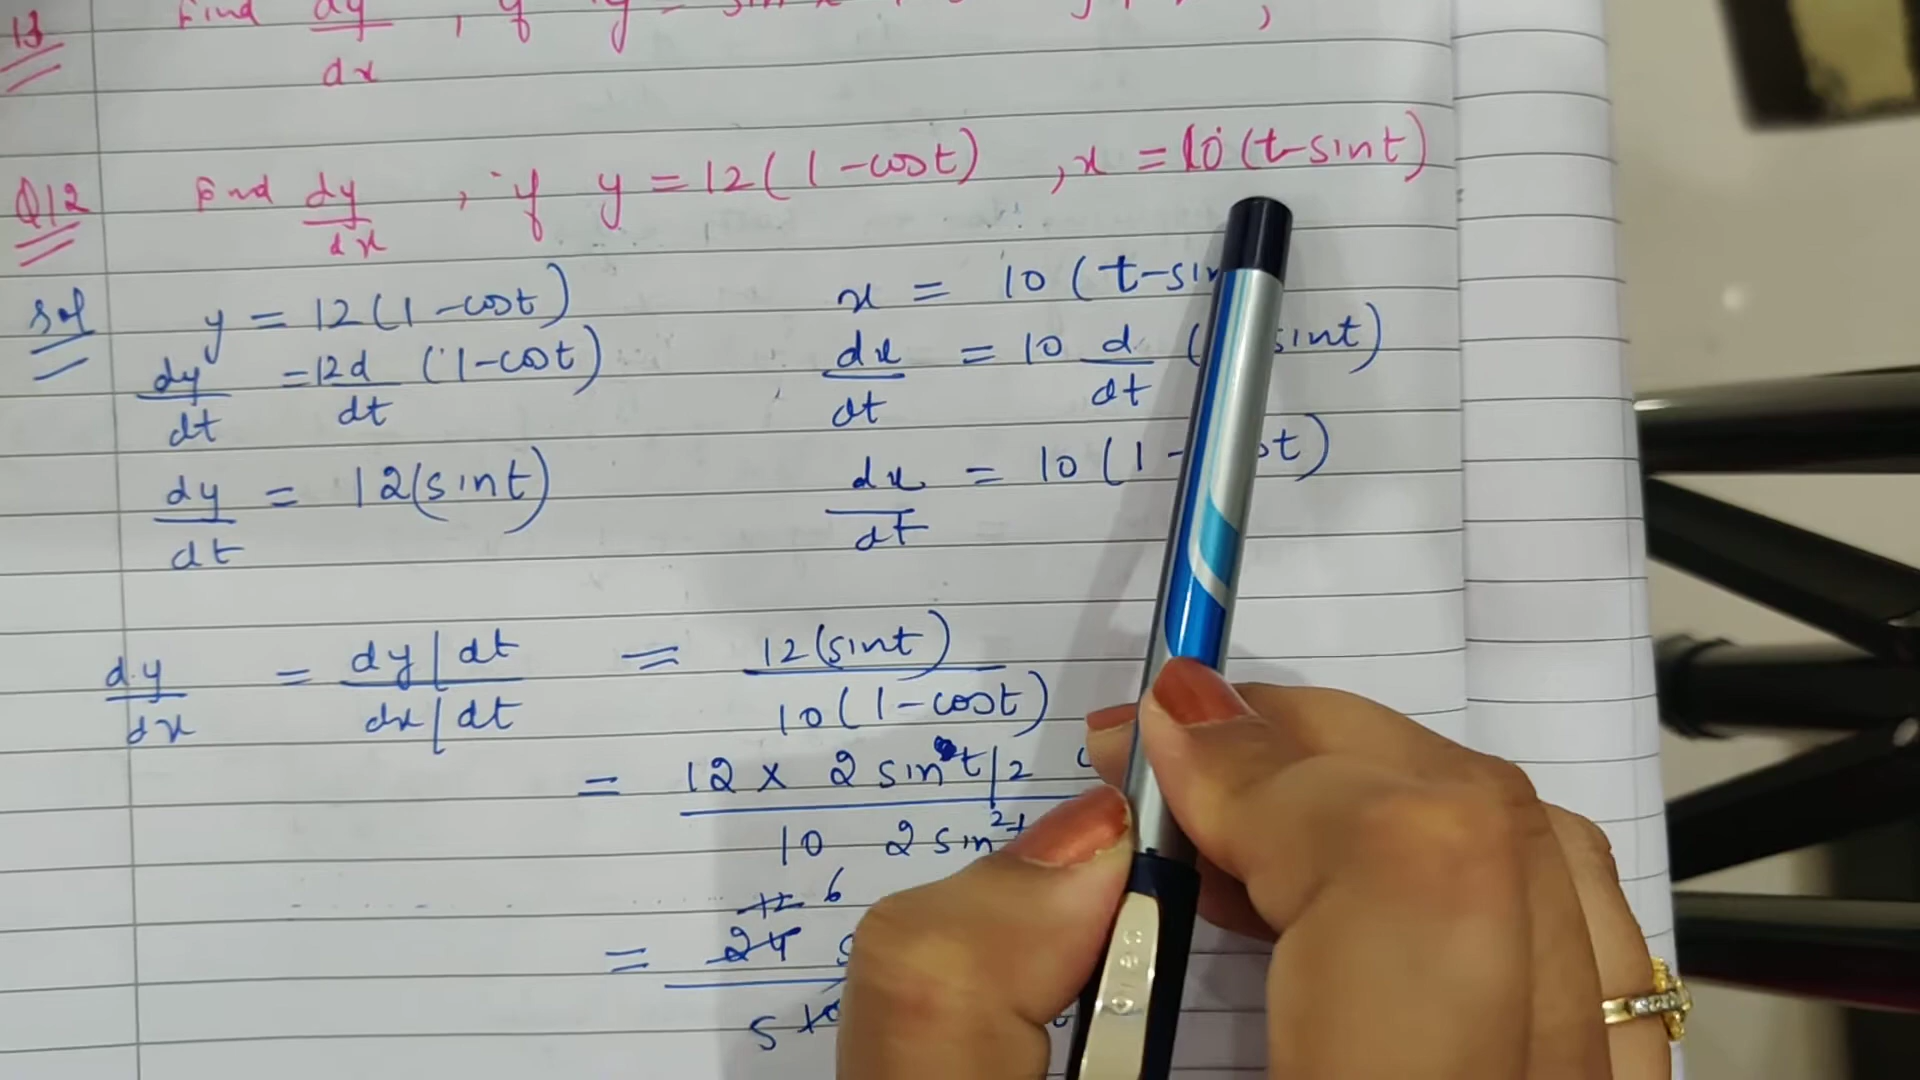 13 Find dy/dx, if y
Q12 Find dy/dx, if y = 12(1-cost), x = 10(t-sint)
Sol y = 12(1-cost) x = 10(t-sin
dy/dt = 12 d/dt (1-cost) dx/dt = 10 d/dt ( sint)
dy/dt = 12(sint) dx/dt = 10(1- t)
dy/dx = dy|dt / dx|dt = 12(sint) / 10(1-cost)
= 12 x 2 sin t/2 / 10 2 sin²
12 6
= 24
5 10